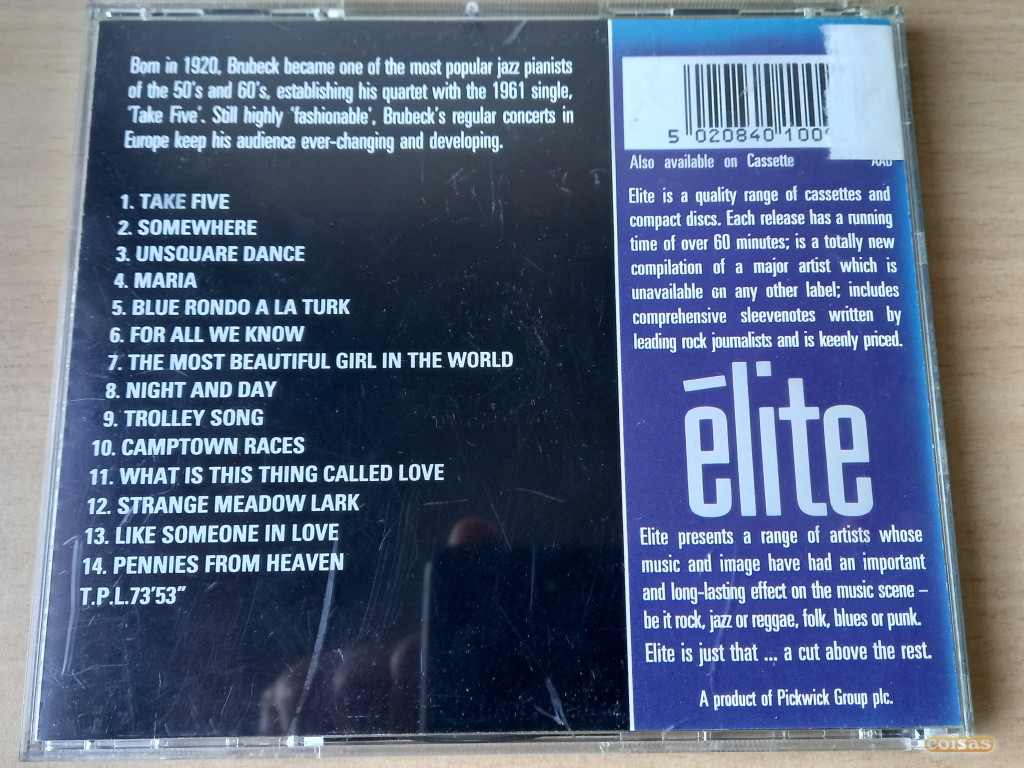 Born in 1920, Brubeck became one of the most popular jazz pianists
of the 50's and 60's, establishing his quartet with the 1961 single,
'Take Five'. Still highly 'fashionable', Brubeck's regular concerts in
Europe keep his audience ever-changing and developing.
1. TAKE FIVE
2. SOMEWHERE
3. UNSQUARE DANCE
4. MARIA
5. BLUE RONDO A LA TURK
6. FOR ALL WE KNOW
7. THE MOST BEAUTIFUL GIRL IN THE WORLD
8. NIGHT AND DAY
9. TROLLEY SONG
10. CAMPTOWN RACES
11. WHAT IS THIS THING CALLED LOVE
12. STRANGE MEADOW LARK
13. LIKE SOMEONE IN LOVE
14. PENNIES FROM HEAVEN
T.P.L.73'53"
5 020840 100
Also available on Cassette
AAD
Elite is a quality range of cassettes and
compact discs. Each release has a running
time of over 60 minutes; is a totally new
compilation of a major artist which is
unavailable on any other label; includes
comprehensive sleevenotes written by
leading rock journalists and is keenly priced.
élite
Elite presents a range of artists whose
music and image have had an important
and long-lasting effect on the music scene –
be it rock, jazz or reggae, folk, blues or punk.
Elite is just that ... a cut above the rest.
A product of Pickwick Group plc.
coisas